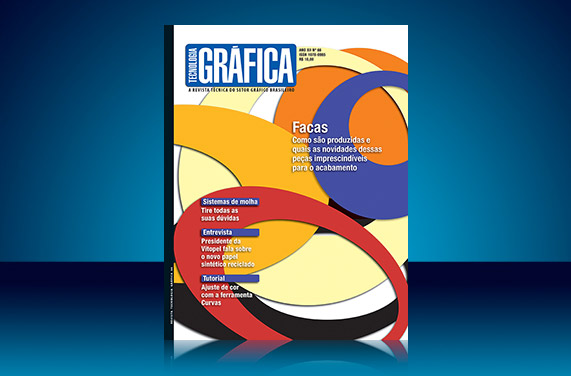 TECNOLOGIA
GRÁFICA
A REVISTA TÉCNICA DO SETOR GRÁFICO BRASILEIRO
R$ 10,00
Facas
Como são produzidas e
quais as novidades dessas
peças imprescindíveis
para o acabamento
Sistemas de molha
Tire todas as
suas dúvidas
Entrevista
Presidente da
Vitopel fala sobre
o novo papel
sintético reciclado
Tutorial
Ajuste de cor
com a ferramenta
Curvas